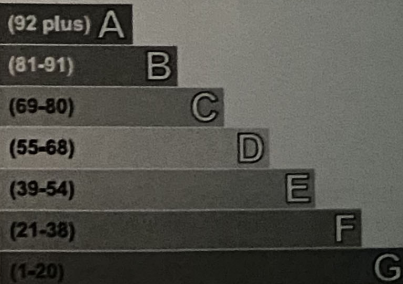 (92 plus) A
(81-91) B
(69-80) C
(55-68) D
(39-54) E
(21-38) F
(1-20) G